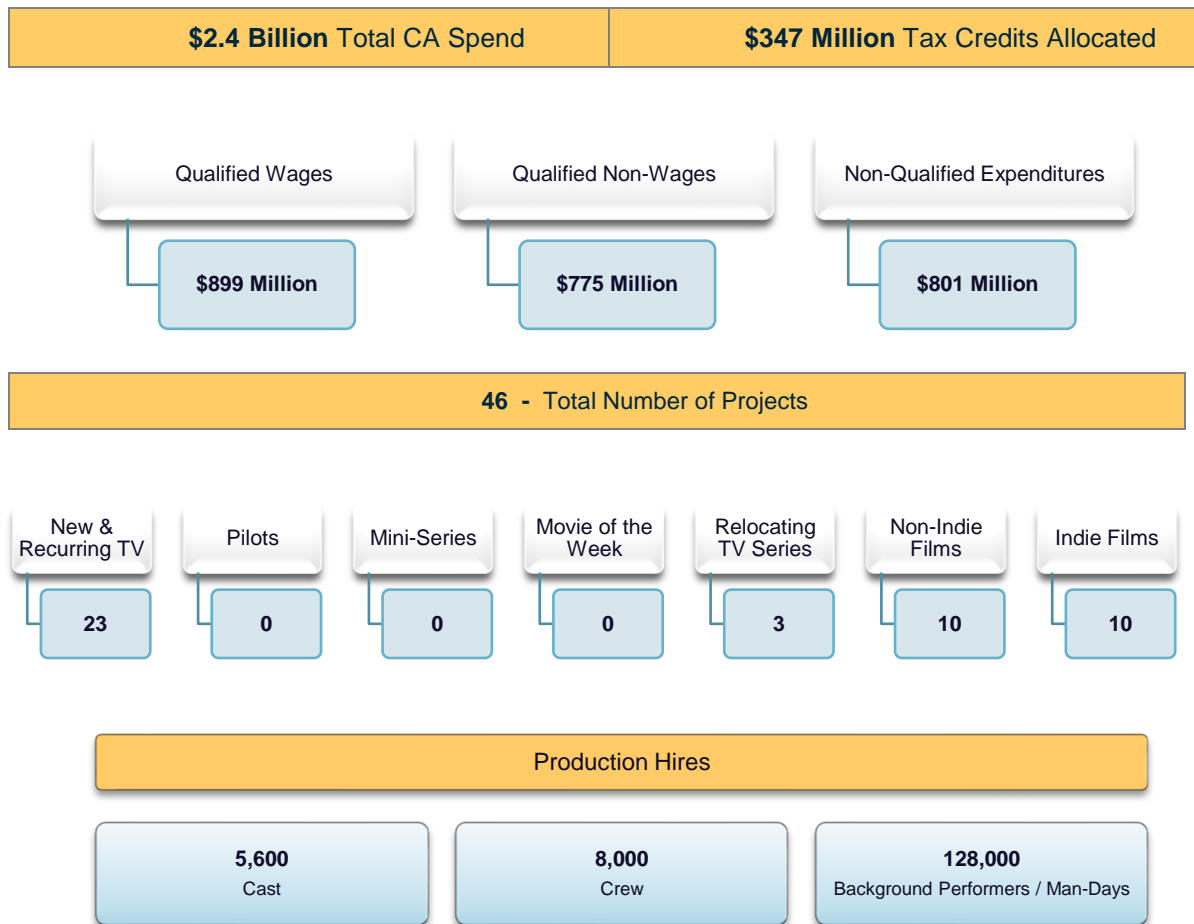 $2.4 Billion Total CA Spend
$347 Million Tax Credits Allocated
Qualified Wages
Qualified Non-Wages
Non-Qualified Expenditures
$899 Million
$775 Million
$801 Million
46 - Total Number of Projects
New &
Recurring TV
Pilots
Mini-Series
Movie of the
Week
Relocating
TV Series
Non-Indie
Films
Indie Films
23
0
0
0
3
10
10
Production Hires
5,600
Cast
8,000
Crew
128,000
Background Performers / Man-Days